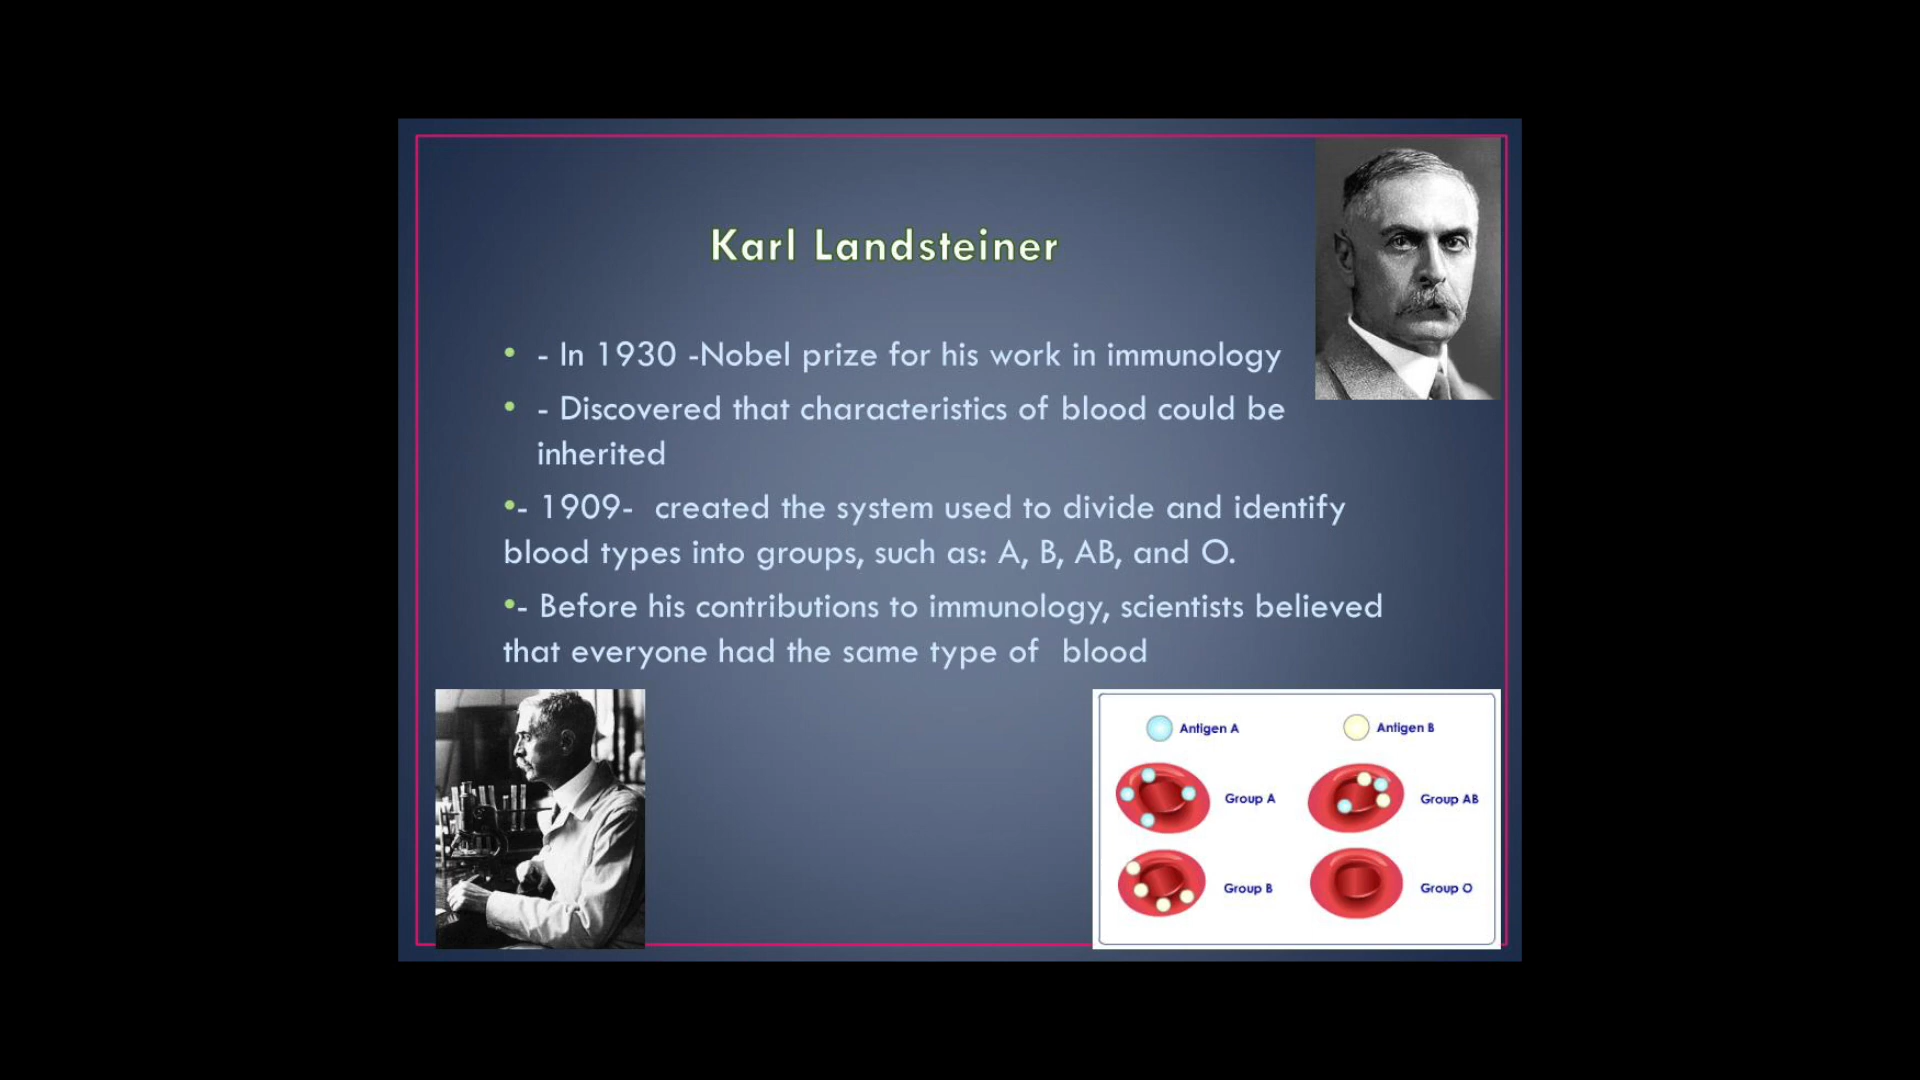 Karl Landsteiner
• - In 1930 -Nobel prize for his work in immunology
• - Discovered that characteristics of blood could be
inherited
•- 1909-  created the system used to divide and identify
blood types into groups, such as: A, B, AB, and O.
•- Before his contributions to immunology, scientists believed
that everyone had the same type of  blood
Antigen A
Antigen B
Group A
Group AB
Group B
Group O